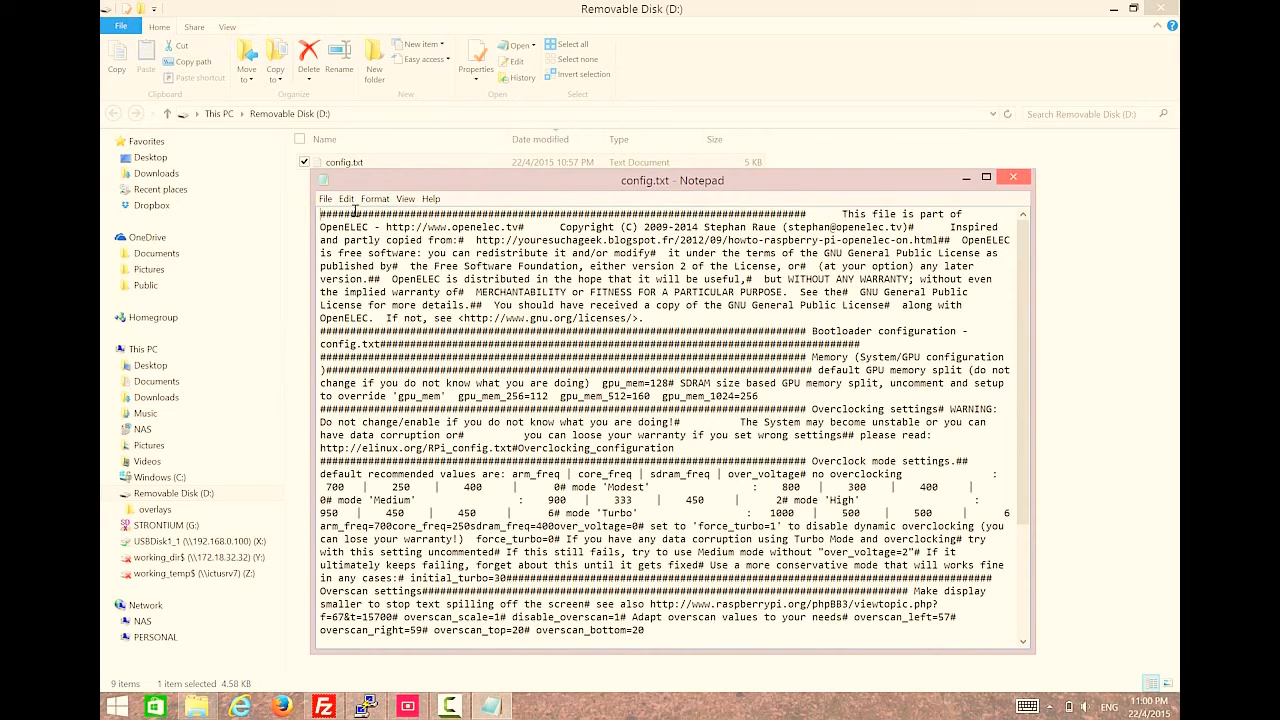 Removable Disk (D:)
File Home Share View
Copy
Paste
Cut
Copy path
Paste shortcut
Move to
Copy to
Delete
Rename
New folder
New item
Easy access
Properties
Open
Edit
History
Select all
Select none
Invert selection
Clipboard Organize New Open Select
This PC Removable Disk (D:) Search Removable Disk (D:)
Name Date modified Type Size
config.txt 22/4/2015 10:57 PM Text Document 5 KB
Favorites
Desktop
Downloads
Recent places
Dropbox
OneDrive
Documents
Pictures
Public
Homegroup
This PC
Desktop
Documents
Downloads
Music
NAS
Pictures
Videos
Windows (C:)
Removable Disk (D:)
overlays
STRONTIUM (G:)
USBDisk1_1 (\\192.168.0.100) (X:)
working_dir$ (\\172.18.32.32) (Y:)
working_temp$ (\\ictusrv7) (Z:)
Network
NAS
PERSONAL
config.txt - Notepad
File Edit Format View Help
################################################################################ This file is part of
OpenELEC - http://www.openelec.tv# Copyright (C) 2009-2014 Stephan Raue (stephan@openelec.tv)# Inspired
and partly copied from:# http://youresuchageek.blogspot.fr/2012/09/howto-raspberrypi-openelec-on.html## OpenELEC
is free software: you can redistribute it and/or modify# it under the terms of the GNU General Public License as
published by# the Free Software Foundation, either version 2 of the License, or# (at your option) any later
version.## OpenELEC is distributed in the hope that it will be useful,# but WITHOUT ANY WARRANTY; without even
the implied warranty of# MERCHANTABILITY or FITNESS FOR A PARTICULAR PURPOSE. See the# GNU General Public
License for more details.## You should have received a copy of the GNU General Public License# along with
OpenELEC. If not, see <http://www.gnu.org/licenses/>.
################################################################################ Bootloader configuration -
config.txt################################################################################
################################################################################ Memory (System/GPU configuration
)################################################################################ default GPU memory split (do not
change if you do not know what you are doing) gpu_mem=128# SDRAM size based GPU memory split, uncomment and setup
to override 'gpu_mem' gpu_mem_256=112 gpu_mem_512=160 gpu_mem_1024=256
################################################################################ Overclocking settings# WARNING:
Do not change/enable if you do not know what you are doing!# The System may become unstable or you can
have data corruption or# you can loose your warranty if you set wrong settings## please read:
http://elinux.org/RPi_config.txt#Overclocking_configuration
################################################################################ Overclock mode settings.##
default recommended values are: arm_freq | core_freq | sdram_freq | over_voltage# no overclocking :
700 | 250 | 400 | 0# mode 'Modest' : 800 | 300 | 400 |
0# mode 'Medium' : 900 | 333 | 450 | 2# mode 'High' :
950 | 450 | 450 | 6# mode 'Turbo' : 1000 | 500 | 500 | 6
arm_freq=700core_freq=250sdram_freq=400over_voltage=0# set to 'force_turbo=1' to disable dynamic overclocking (you
can lose your warranty!) force_turbo=0# If you have any data corruption using Turbo Mode and overclocking# try
with this setting uncommented# If this still fails, try to use Medium mode without "over_voltage=2"# If it
ultimately keeps failing, forget about this until it gets fixed# Use a more conservative mode that will works fine
in any cases:# initial_turbo=30################################################################################
Overscan settings################################################################################ Make display
smaller to stop text spilling off the screen# see also http://www.raspberrypi.org/phpBB3/viewtopic.php?
f=67&t=15700# overscan_scale=1# disable_overscan=1# Adapt overscan values to your needs# overscan_left=57#
overscan_right=59# overscan_top=20# overscan_bottom=20
9 items 1 item selected 4.58 KB
ENG
11:00 PM
22/4/2015